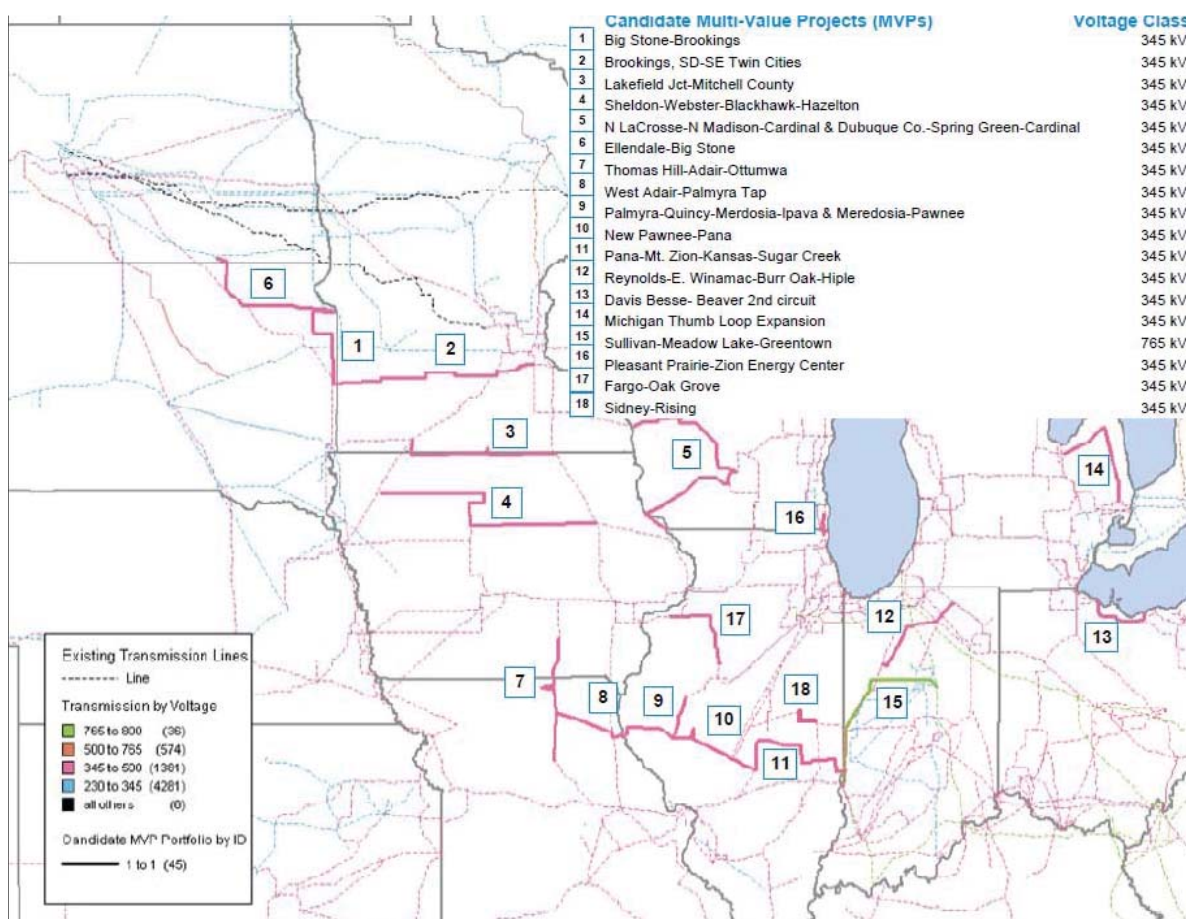 Candidate Multi-Value Projects (MVPs) Voltage Class
1 Big Stone-Brookings 345 kV
2 Brookings, SD-SE Twin Cities 345 kV
3 Lakefield Jct-Mitchell County 345 kV
4 Sheldon-Webster-Blackhawk-Hazelton 345 kV
5 N LaCrosse-N Madison-Cardinal & Dubuque Co.-Spring Green-Cardinal 345 kV
6 Ellendale-Big Stone 345 kV
7 Thomas Hill-Adair-Ottumwa 345 kV
8 West Adair-Palmyra Tap 345 kV
9 Palmyra-Quincy-Merdosia-Ipava & Meredosia-Pawnee 345 kV
10 New Pawnee-Pana 345 kV
11 Pana-Mt. Zion-Kansas-Sugar Creek 345 kV
12 Reynolds-E. Winamac-Burr Oak-Hiple 345 kV
13 Davis Besse- Beaver 2nd circuit 345 kV
14 Michigan Thumb Loop Expansion 345 kV
15 Sullivan-Meadow Lake-Greentown 765 kV
16 Pleasant Prairie-Zion Energy Center 345 kV
17 Fargo-Oak Grove 345 kV
18 Sidney-Rising 345 kV
6
1
2
3
5
14
4
16
17
12
13
7
8
9
18
15
10
11
Existing Transmission Lines
Line
Transmission by Voltage
765 to 800 (36)
500 to 765 (574)
345 to 500 (1381)
230 to 345 (4281)
all others (0)
Candidate MVP Portfolio by ID
1 to 1 (45)